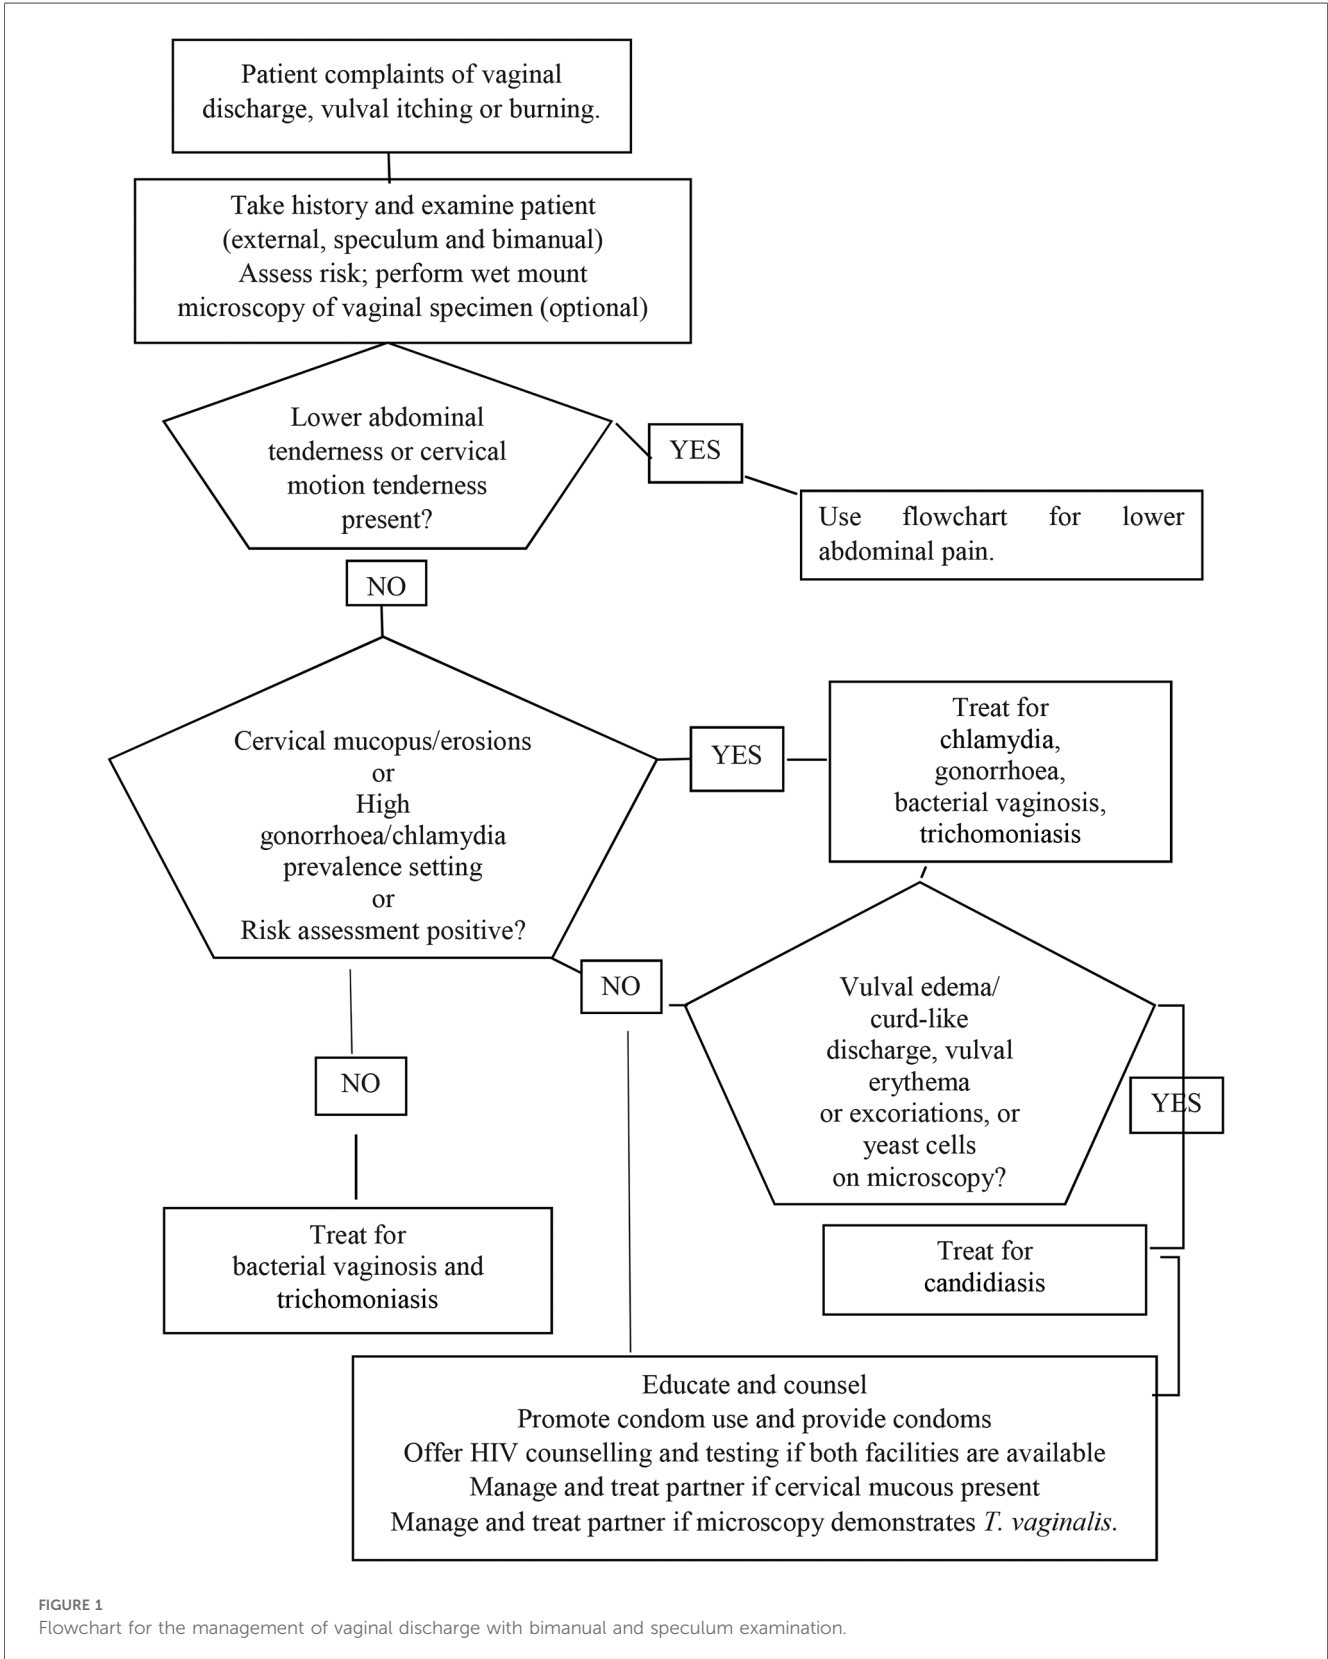 Patient complaints of vaginal
discharge, vulval itching or burning.
Take history and examine patient
(external, speculum and bimanual)
Assess risk; perform wet mount
microscopy of vaginal specimen (optional)
Lower abdominal
tenderness or cervical
motion tenderness
present?
YES
Use flowchart for lower
abdominal pain.
NO
Cervical mucopus/erosions
or
High
gonorrhoea/chlamydia
prevalence setting
or
Risk assessment positive?
YES
Treat for
chlamydia,
gonorrhoea,
bacterial vaginosis,
trichomoniasis
NO
Vulval edema/
curd-like
discharge, vulval
erythema
or excoriations, or
yeast cells
on microscopy?
YES
NO
Treat for
bacterial vaginosis and
trichomoniasis
Treat for
candidiasis
Educate and counsel
Promote condom use and provide condoms
Offer HIV counselling and testing if both facilities are available
Manage and treat partner if cervical mucous present
Manage and treat partner if microscopy demonstrates T. vaginalis.
FIGURE 1
Flowchart for the management of vaginal discharge with bimanual and speculum examination.